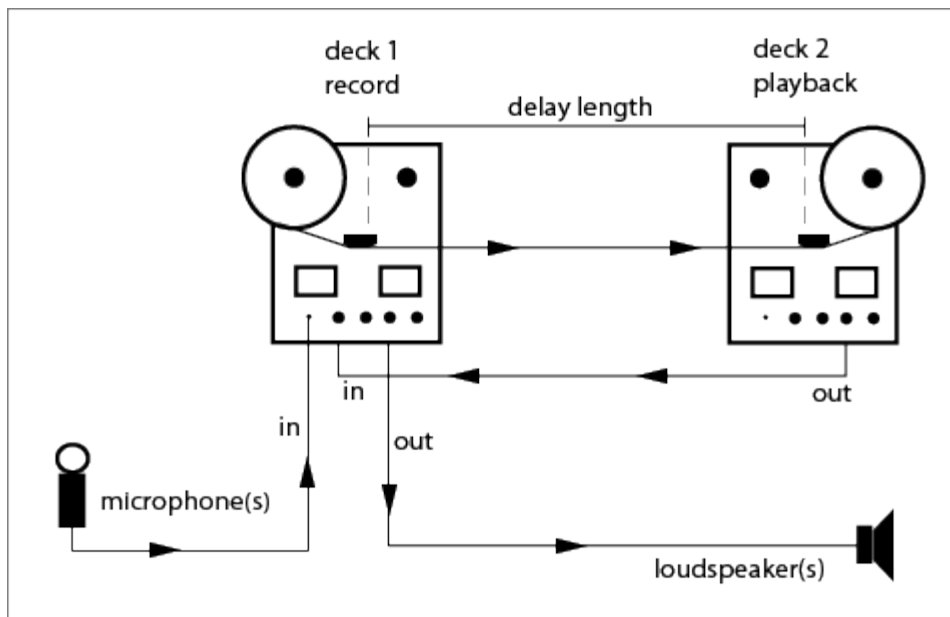 deck 1
record
deck 2
playback
delay length
in
out
in
out
microphone(s)
loudspeaker(s)